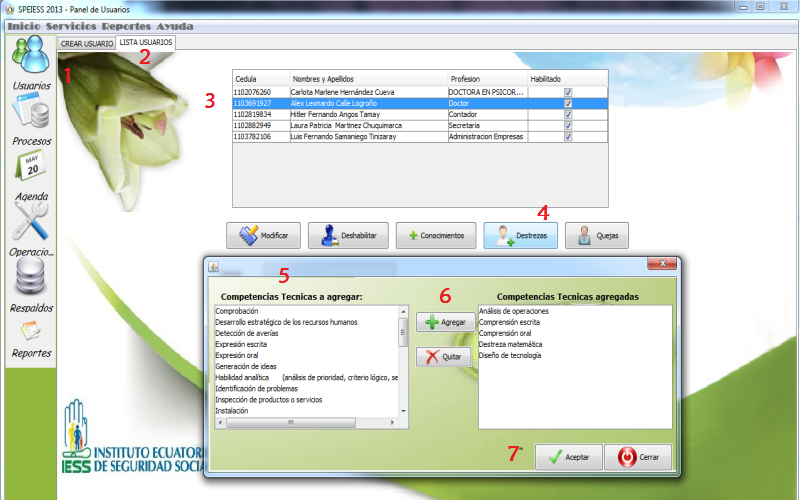 SPEIESS 2013 - Panel de Usuarios
Inicio Servicios Reportes Ayuda
CREAR USUARIO LISTA USUARIOS
2
1
Usuarios
Procesos
MAY
20
Agenda
Operacio...
Respaldos
Reportes
3
Cedula Nombres y Apellidos Profesion Habilitado
1102076260 Carlota Marlene Hernández Cueva DOCTORA EN PSICOR...
1103691927 Alex Leonardo Calle Logroño Doctor
1102819834 Hitler Fernando Angos Tamay Contador
1102882949 Laura Patricia Martinez Chuquimarca Secretaria
1103782106 Luis Fernando Samaniego Tinizaray Administracion Empresas
4
Modificar Deshabilitar Conocimientos Destrezas Quejas
5
6
Competencias Tecnicas a agregar:
Comprobación
Desarrollo estratégico de los recursos humanos
Detección de averías
Expresión escrita
Expresión oral
Generación de ideas
Habilidad analítica (análisis de prioridad, criterio lógico, se
Identificación de problemas
Inspección de productos o servicios
Instalación
Agregar
Quitar
Competencias Tecnicas agregadas
Análisis de operaciones
Comprensión escrita
Comprensión oral
Destreza matemática
Diseño de tecnología
7
Aceptar Cerrar
IESS
INSTITUTO ECUATORI
DE SEGURIDAD SOCIA